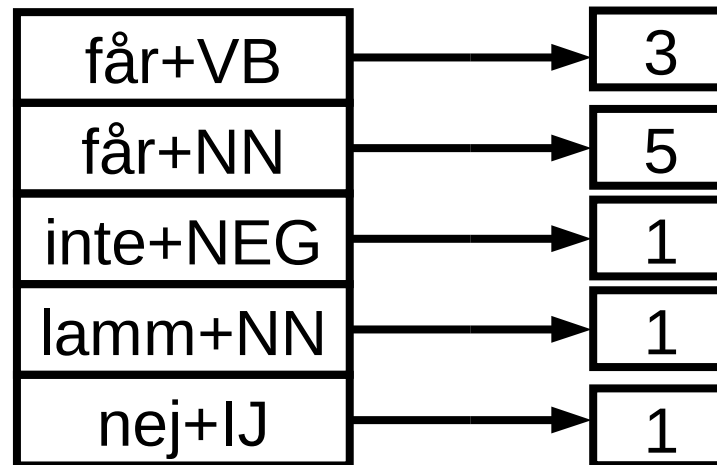 får+VB 3
får+NN 5
inte+NEG 1
lamm+NN 1
nej+IJ 1